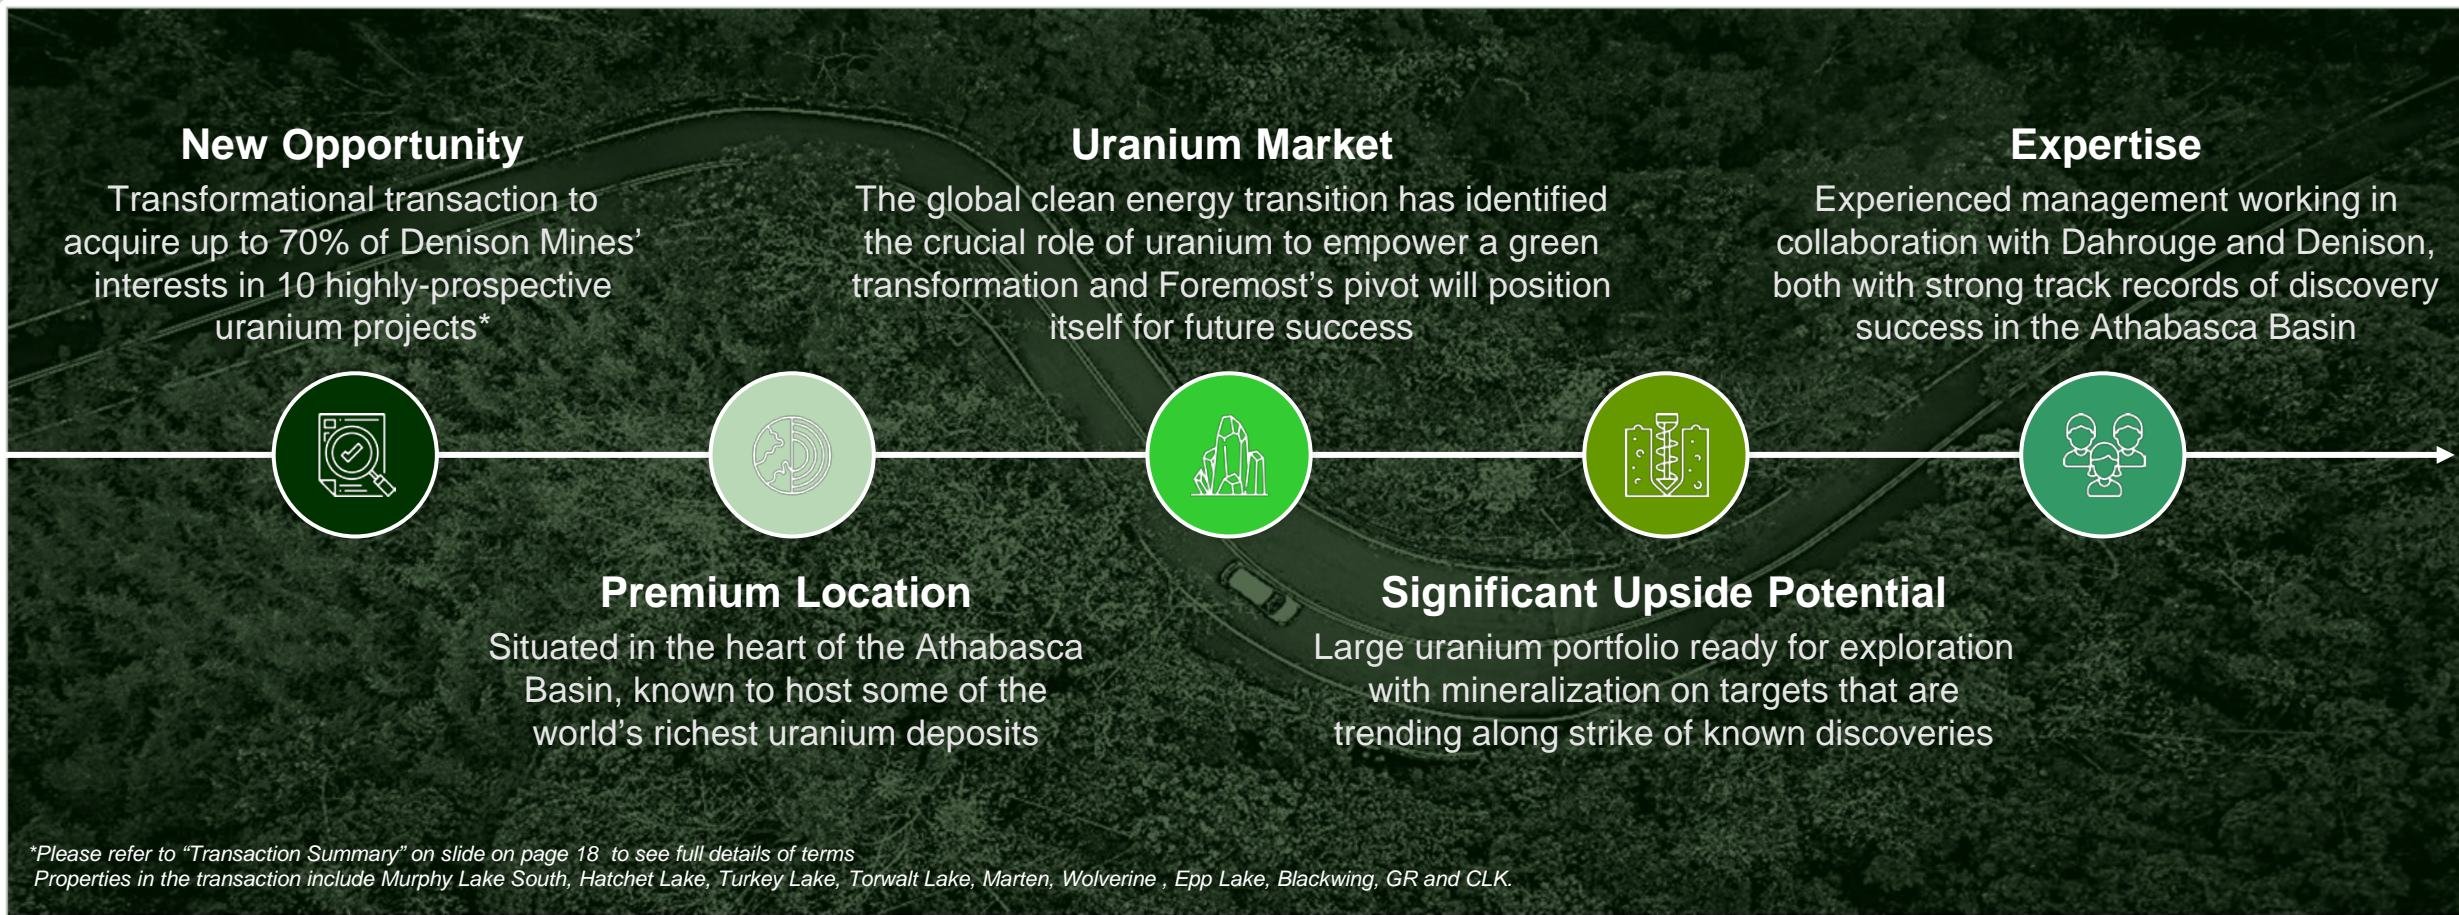 New Opportunity
Transformational transaction to
acquire up to 70% of Denison Mines’
interests in 10 highly-prospective
uranium projects*
Premium Location
Situated in the heart of the Athabasca
Basin, known to host some of the
world’s richest uranium deposits
Uranium Market
The global clean energy transition has identified
the crucial role of uranium to empower a green
transformation and Foremost’s pivot will position
itself for future success
Significant Upside Potential
Large uranium portfolio ready for exploration
with mineralization on targets that are
trending along strike of known discoveries
Expertise
Experienced management working in
collaboration with Dahrouge and Denison,
both with strong track records of discovery
success in the Athabasca Basin
*Please refer to “Transaction Summary” on slide on page 18 to see full details of terms
Properties in the transaction include Murphy Lake South, Hatchet Lake, Turkey Lake, Torwalt Lake, Marten, Wolverine , Epp Lake, Blackwing, GR and CLK.